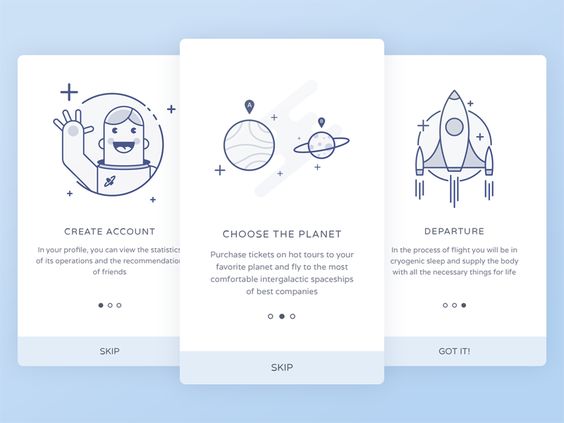 CREATE ACCOUNT
In your profile, you can view the statistics
of its operations and the recommendation
of friends
SKIP
A
B
CHOOSE THE PLANET
Purchase tickets on hot tours to your
favorite planet and fly to the most
comfortable intergalactic spaceships
of best companies
SKIP
DEPARTURE
In the process of flight you will be in
cryogenic sleep and supply the body
with all the necessary things for life
GOT IT!